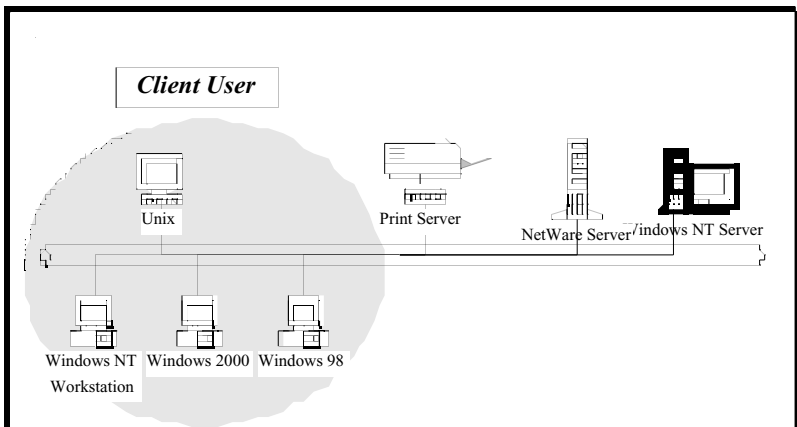 Client User
Unix
Print Server
NetWare Server
Windows NT Server
Windows NT
Workstation
Windows 2000
Windows 98